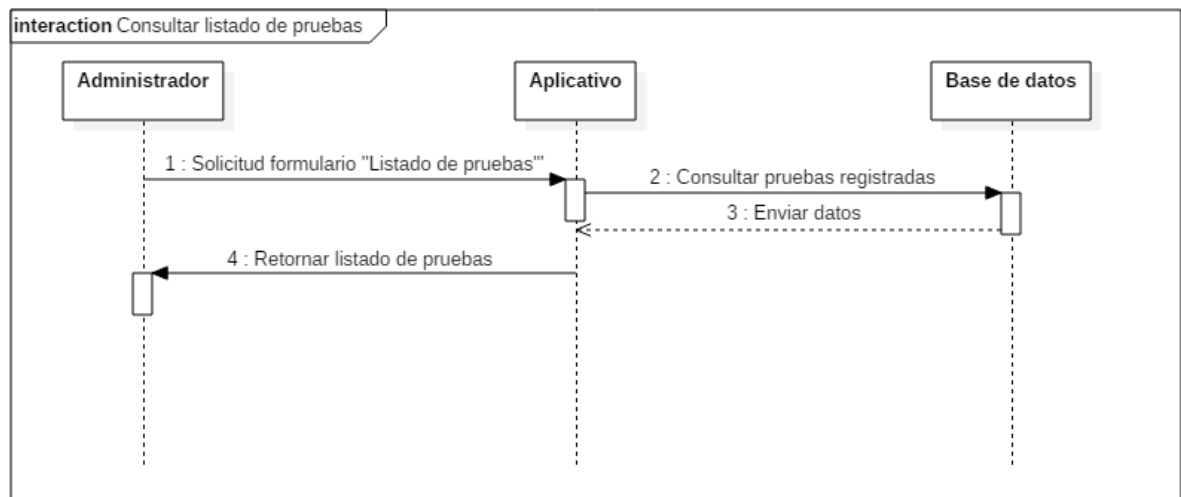 interaction Consultar listado de pruebas
Administrador
Aplicativo
Base de datos
1 : Solicitud formulario "Listado de pruebas"'
2 : Consultar pruebas registradas
3 : Enviar datos
4 : Retornar listado de pruebas